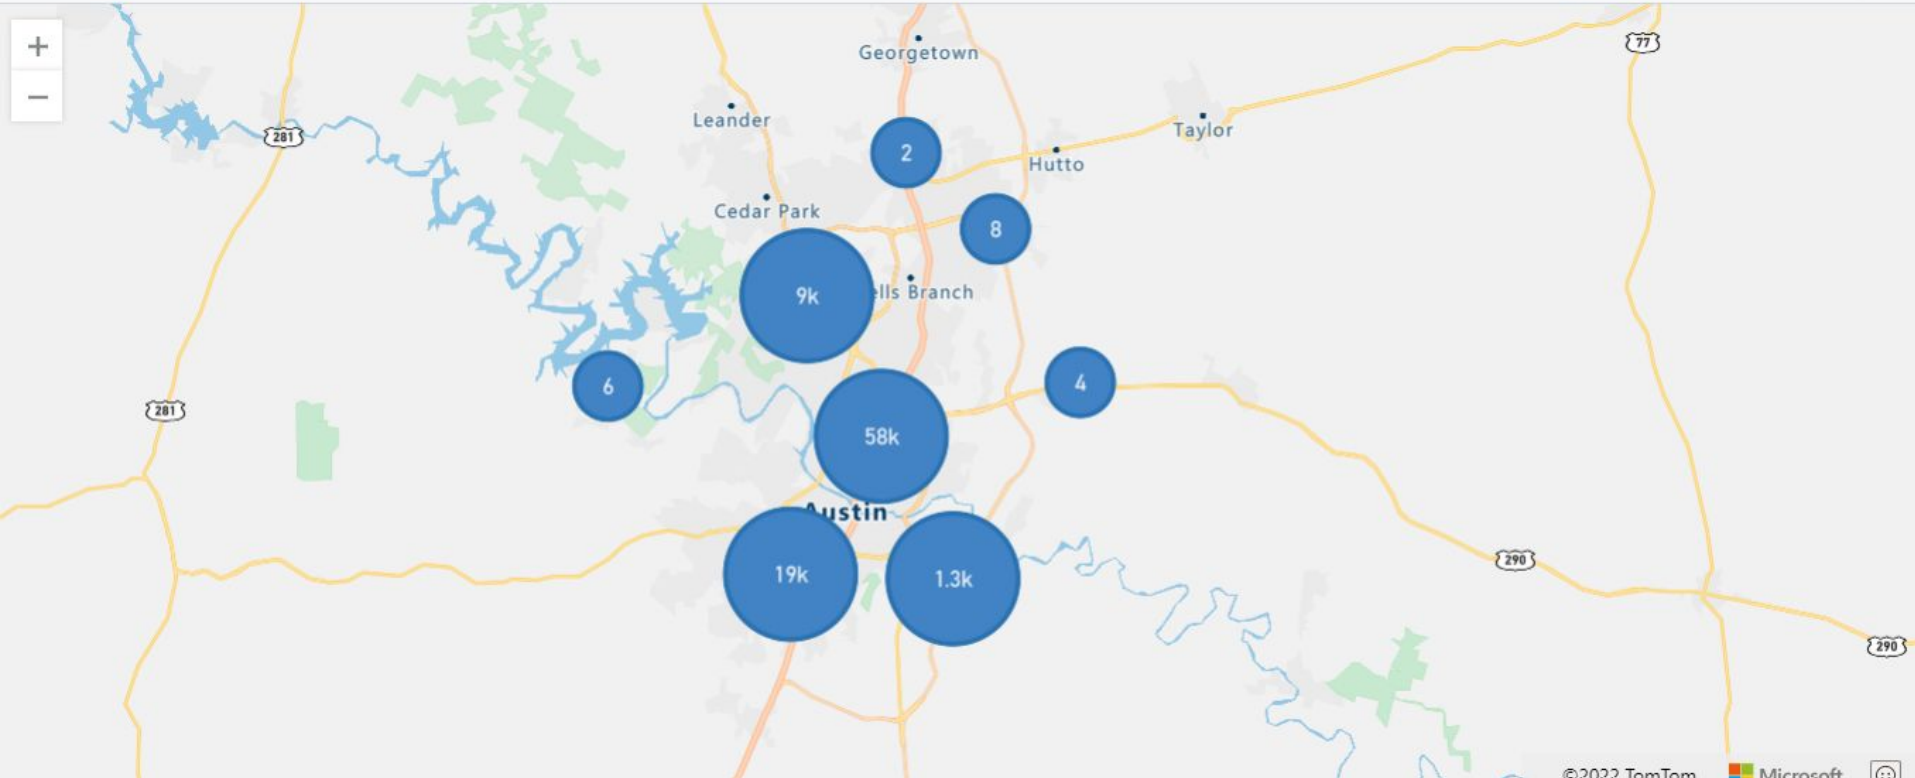 +
77
Georgetown
−
Leander
Taylor
281
2
Hutto
Cedar Park
8
9k
ells Branch
6
4
281
58k
Austin
290
19k
1.3k
290
©2022 TomTom Microsoft